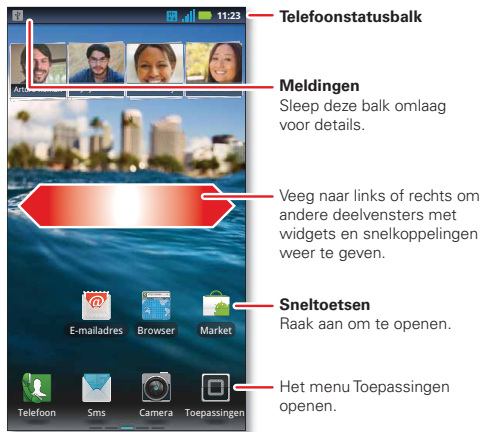 11:23
Telefoonstatusbalk
Meldingen
Sleep deze balk omlaag
voor details.
Veeg naar links of rechts om
andere deelvensters met
widgets en snelkoppelingen
weer te geven.
E-mailadres Browser Market
Sneltoetsen
Raak aan om te openen.
Telefoon Sms Camera Toepassingen
Het menu Toepassingen
openen.